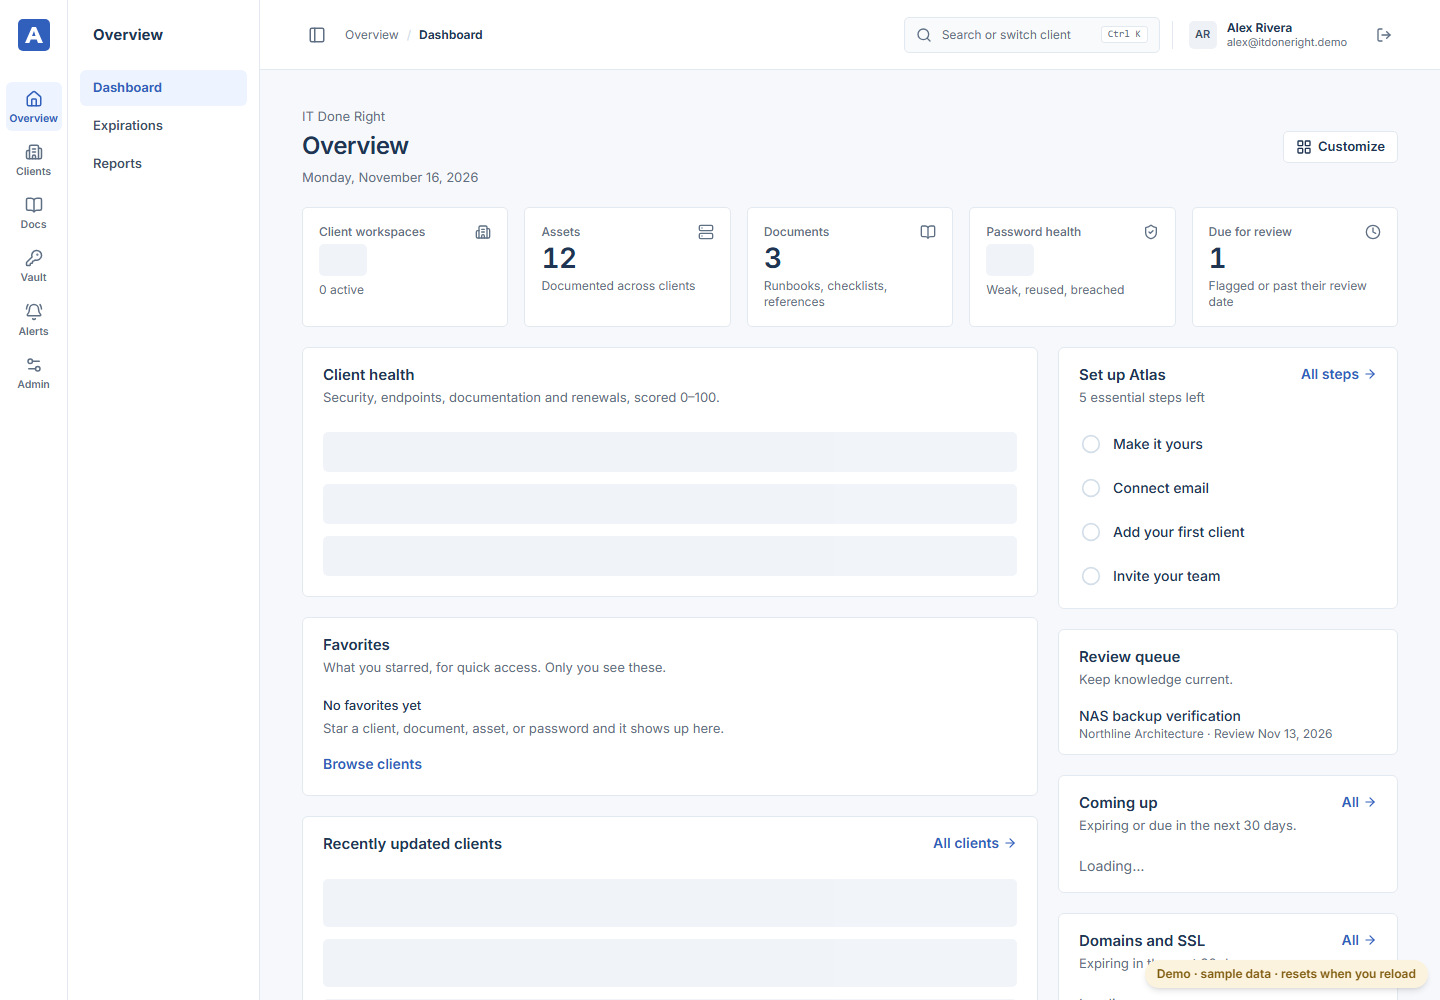 A
Overview
Clients
Docs
Vault
Alerts
Admin
Overview
Dashboard
Expirations
Reports
Overview / Dashboard
Search or switch client
Ctrl K
AR
Alex Rivera
alex@itdoneright.demo
IT Done Right
Overview
Monday, November 16, 2026
Customize
Client workspaces
0 active
Assets
12
Documented across clients
Documents
3
Runbooks, checklists,
references
Password health
Weak, reused, breached
Due for review
1
Flagged or past their review
date
Client health
Security, endpoints, documentation and renewals, scored 0–100.
Favorites
What you starred, for quick access. Only you see these.
No favorites yet
Star a client, document, asset, or password and it shows up here.
Browse clients
Recently updated clients
All clients →
Set up Atlas
All steps →
5 essential steps left
Make it yours
Connect email
Add your first client
Invite your team
Review queue
Keep knowledge current.
NAS backup verification
Northline Architecture · Review Nov 13, 2026
Coming up
All →
Expiring or due in the next 30 days.
Loading...
Domains and SSL
All →
Expiring in
Demo · sample data · resets when you reload